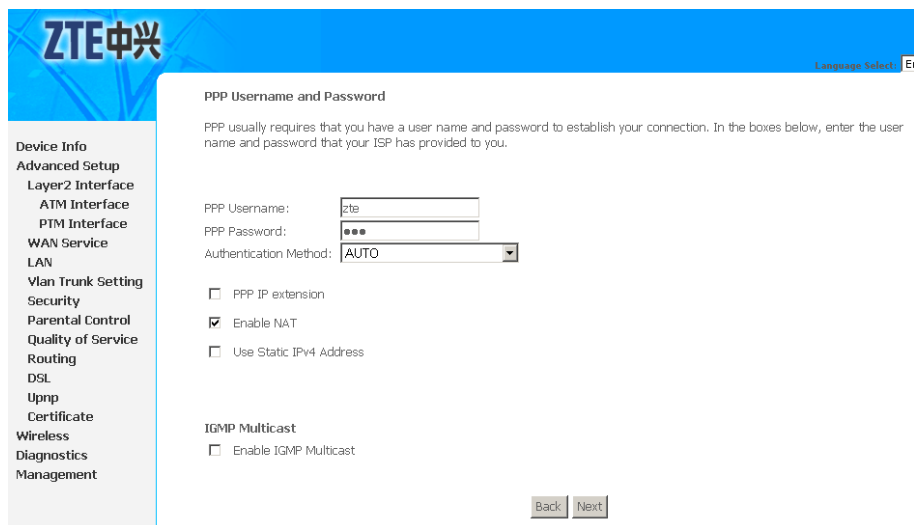 ZTE中兴
Language Select:
PPP Username and Password
PPP usually requires that you have a user name and password to establish your connection. In the boxes below, enter the user
name and password that your ISP has provided to you.
Device Info
Advanced Setup
Layer2 Interface
ATM Interface
PTM Interface
WAN Service
LAN
Vlan Trunk Setting
Security
Parental Control
Quality of Service
Routing
DSL
Upnp
Certificate
Wireless
Diagnostics
Management
PPP Username: zte
PPP Password: ●●●
Authentication Method: AUTO
PPP IP extension
Enable NAT
Use Static IPv4 Address
IGMP Multicast
Enable IGMP Multicast
Back Next